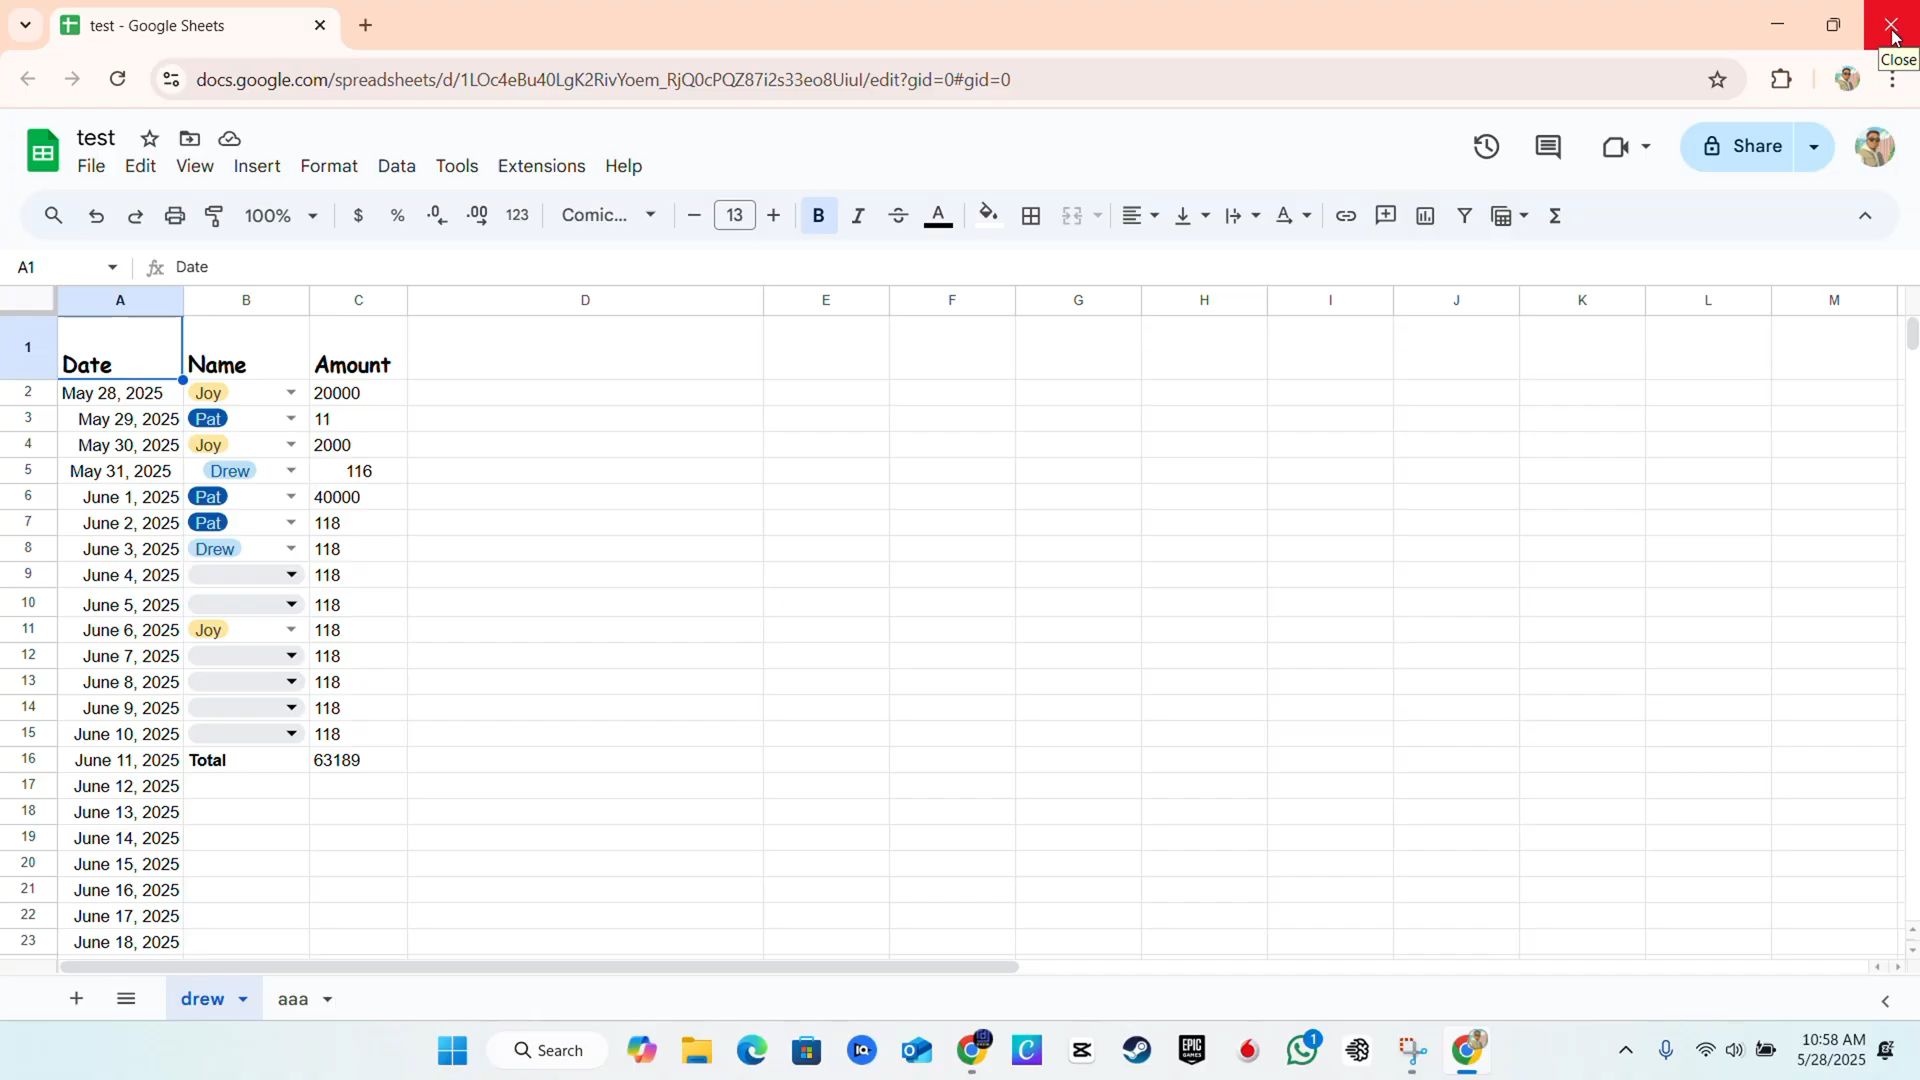 test - Google Sheets
Close
docs.google.com/spreadsheets/d/1LOc4eBu40LgK2RivYoem_RjQ0cPQZ87i2s33eo8UiuI/edit?gid=0#gid=0
test
Share
File Edit View Insert Format Data Tools Extensions Help
100% $ % .0 .00 123 Comic... 13 B I S A
A1 fx Date
A B C D E F G H I J K L M
1 Date Name Amount
2 May 28, 2025 Joy 20000
3 May 29, 2025 Pat 11
4 May 30, 2025 Joy 2000
5 May 31, 2025 Drew 116
6 June 1, 2025 Pat 40000
7 June 2, 2025 Pat 118
8 June 3, 2025 Drew 118
9 June 4, 2025 118
10 June 5, 2025 118
11 June 6, 2025 Joy 118
12 June 7, 2025 118
13 June 8, 2025 118
14 June 9, 2025 118
15 June 10, 2025 118
16 June 11, 2025 Total 63189
17 June 12, 2025
18 June 13, 2025
19 June 14, 2025
20 June 15, 2025
21 June 16, 2025
22 June 17, 2025
23 June 18, 2025
drew aaa
Search
EPIC GAMES
1
10:58 AM
5/28/2025